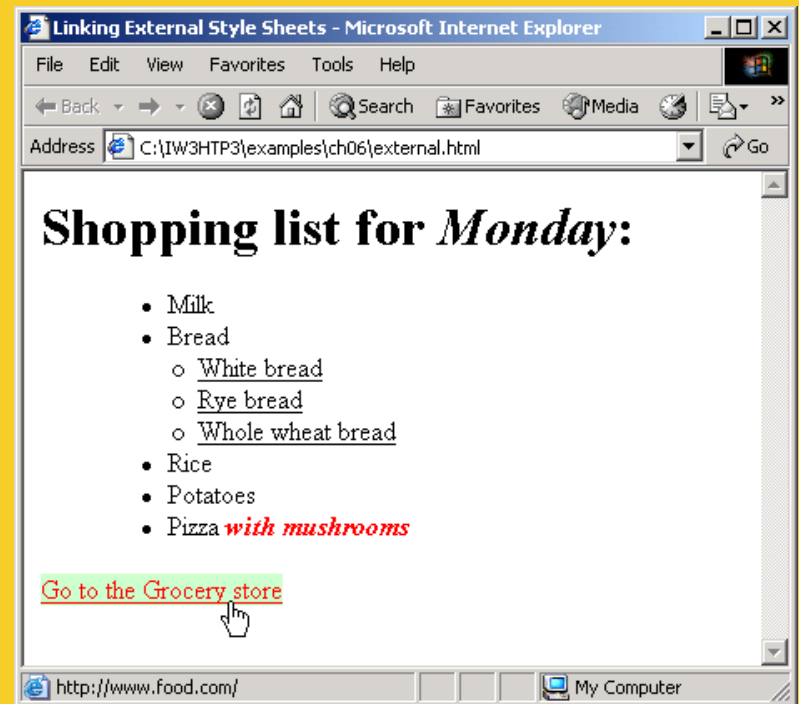 Linking External Style Sheets - Microsoft Internet Explorer
File Edit View Favorites Tools Help
Back Search Favorites Media »
Address C:\IW3HTP3\examples\ch06\external.html Go
Shopping list for Monday:
Milk
Bread
White bread
Rye bread
Whole wheat bread
Rice
Potatoes
Pizza with mushrooms
Go to the Grocery store
http://www.food.com/ My Computer